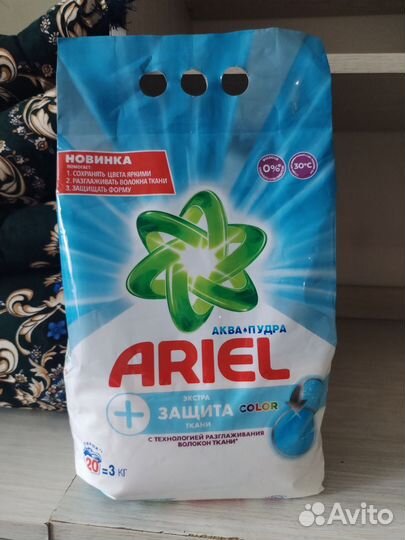 НОВИНКА
ПОМОГАЕТ:
1. СОХРАНЯТЬ ЦВЕТА ЯРКИМИ
2. РАЗГЛАЖИВАТЬ ВОЛОКНА ТКАНИ
3. ЗАЩИЩАТЬ ФОРМУ
0%
30°C
АКВА•ПУДРА
ARIEL
ЭКСТРА
ЗАЩИТА
ТКАНИ
COLOR
С ТЕХНОЛОГИЕЙ РАЗГЛАЖИВАНИЯ
ВОЛОКОН ТКАНИ*
20 = 3 КГ
Avito